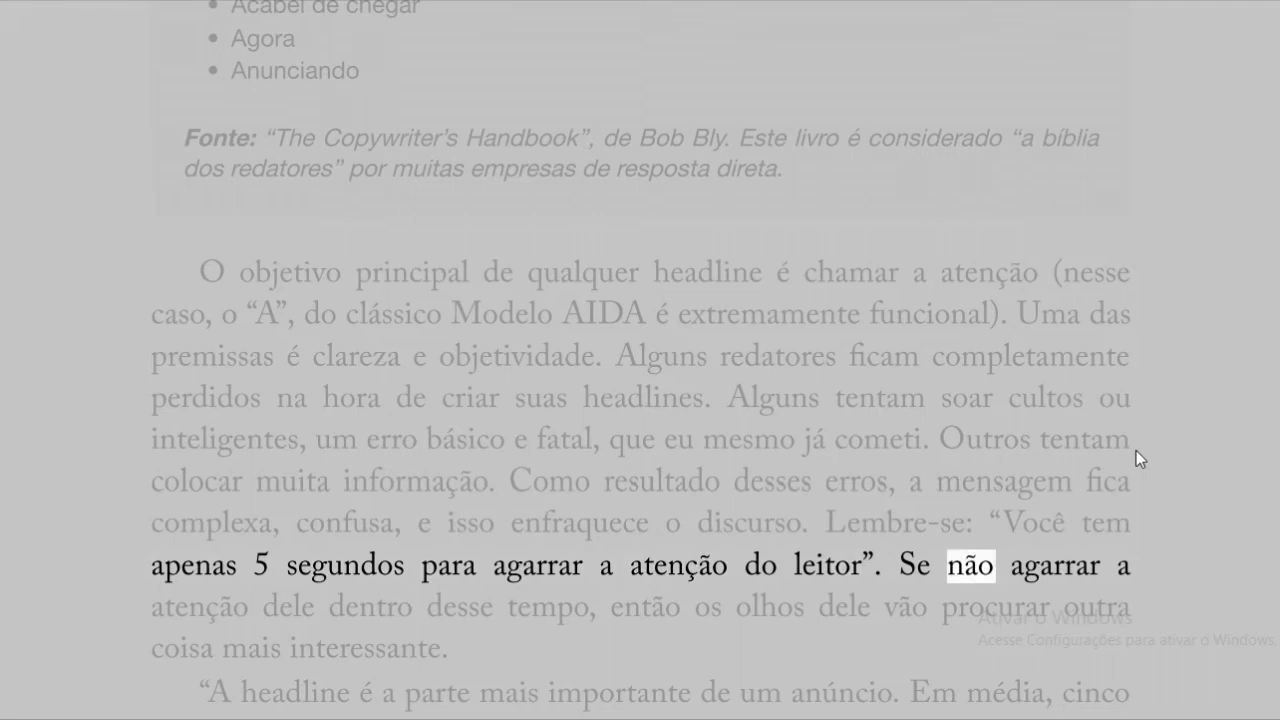 • Acabei de chegar
• Agora
• Anunciando
Fonte: “The Copywriter’s Handbook”, de Bob Bly. Este livro é considerado “a bíblia
dos redatores” por muitas empresas de resposta direta.
O objetivo principal de qualquer headline é chamar a atenção (nesse
caso, o “A”, do clássico Modelo AIDA é extremamente funcional). Uma das
premissas é clareza e objetividade. Alguns redatores ficam completamente
perdidos na hora de criar suas headlines. Alguns tentam soar cultos ou
inteligentes, um erro básico e fatal, que eu mesmo já cometi. Outros tentam
colocar muita informação. Como resultado desses erros, a mensagem fica
complexa, confusa, e isso enfraquece o discurso. Lembre-se: “Você tem
apenas 5 segundos para agarrar a atenção do leitor”. Se não agarrar a
atenção dele dentro desse tempo, então os olhos dele vão procurar outra
coisa mais interessante.
Ativar o Windows
Acesse Configurações para ativar o Windows.
“A headline é a parte mais importante de um anúncio. Em média, cinco